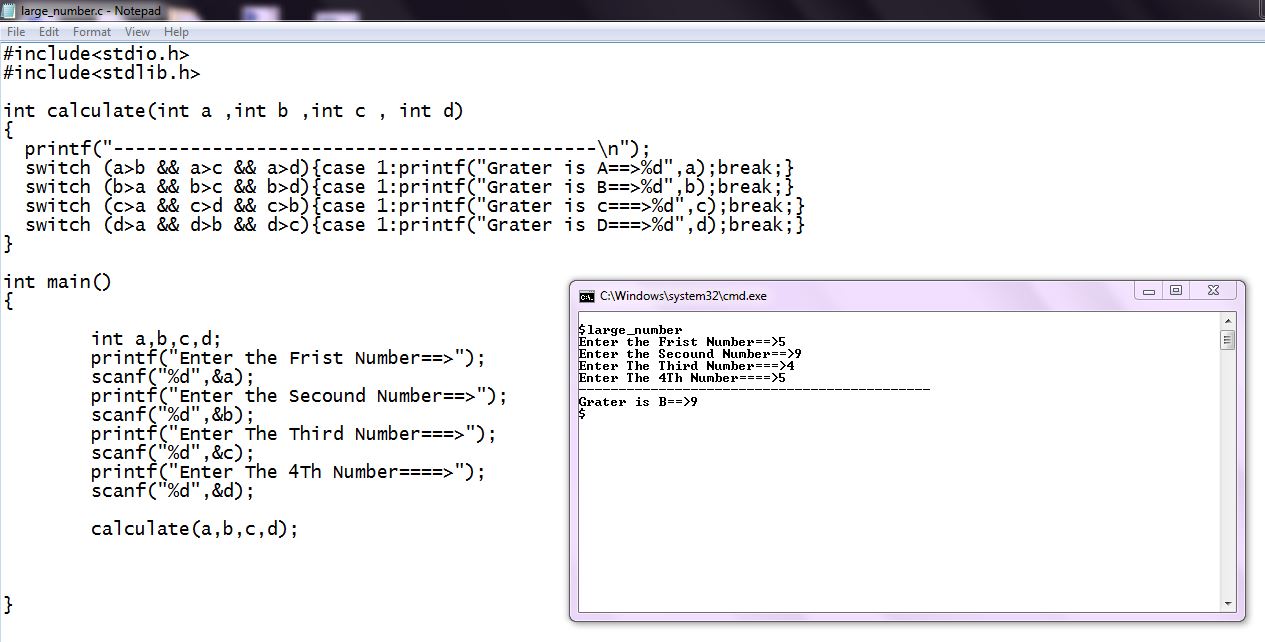 large_number.c - Notepad
File Edit Format View Help
#include<stdio.h>
#include<stdlib.h>
int calculate(int a ,int b ,int c , int d)
{
printf("--------------------------------------------\n");
switch (a>b && a>c && a>d){case 1:printf("Grater is A==>%d",a);break;}
switch (b>a && b>c && b>d){case 1:printf("Grater is B==>%d",b);break;}
switch (c>a && c>d && c>b){case 1:printf("Grater is c===>%d",c);break;}
switch (d>a && d>b && d>c){case 1:printf("Grater is D===>%d",d);break;}
}
int main()
{
int a,b,c,d;
printf("Enter the Frist Number==>");
scanf("%d",&a);
printf("Enter the Secound Number==>");
scanf("%d",&b);
printf("Enter The Third Number===>");
scanf("%d",&c);
printf("Enter The 4Th Number====>");
scanf("%d",&d);
calculate(a,b,c,d);
}
C:\Windows\system32\cmd.exe
$large_number
Enter the Frist Number==>5
Enter the Secound Number==>9
Enter The Third Number===>4
Enter The 4Th Number====>5
--------------------------------------------
Grater is B==>9
$